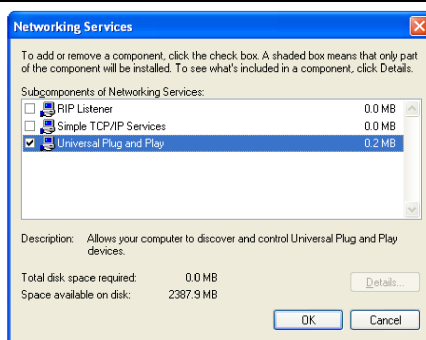 Networking Services
To add or remove a component, click the check box. A shaded box means that only part
of the component will be installed. To see what's included in a component, click Details.
Subcomponents of Networking Services:
RIP Listener 0.0 MB
Simple TCP/IP Services 0.0 MB
Universal Plug and Play 0.2 MB
Description: Allows your computer to discover and control Universal Plug and Play
devices.
Total disk space required: 0.0 MB
Space available on disk: 2387.9 MB
Details...
OK Cancel